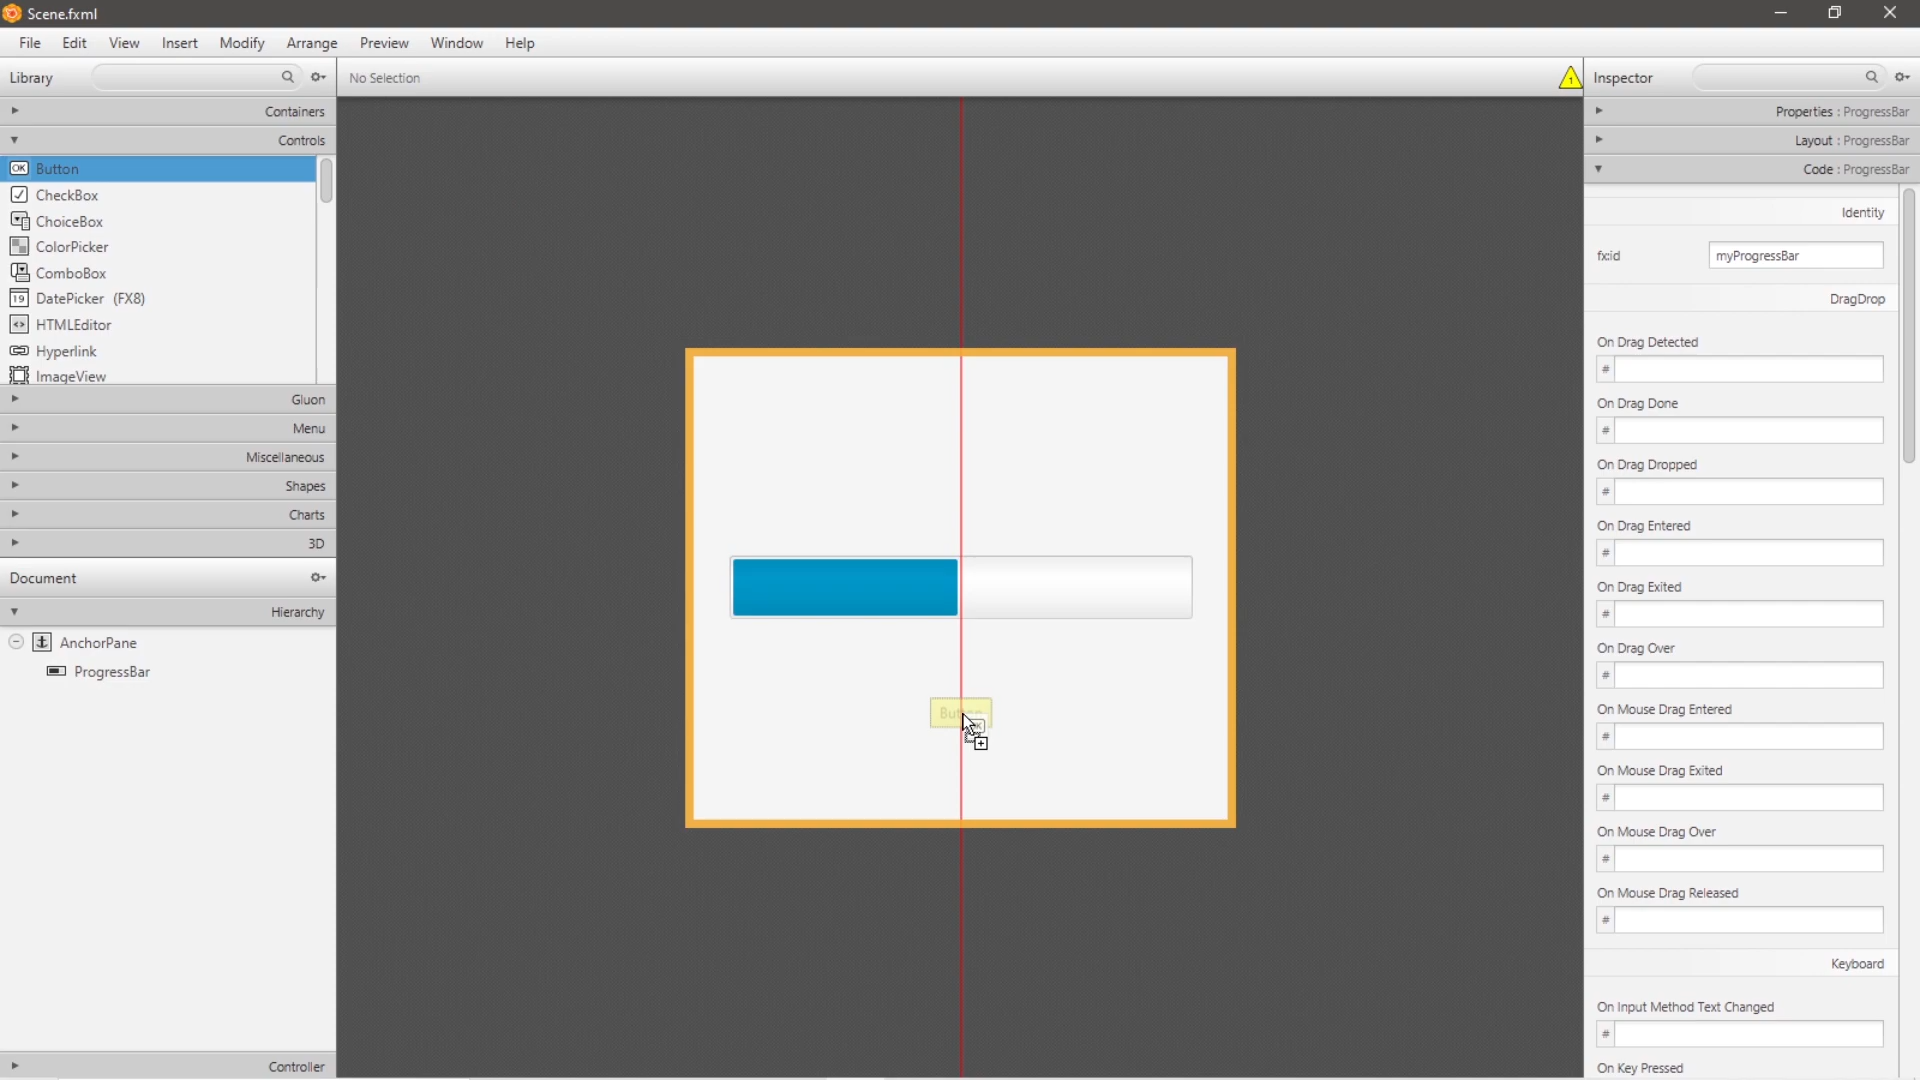 Scene.fxml
File Edit View Insert Modify Arrange Preview Window Help
Library
No Selection
1
Inspector
Containers
Controls
OK Button
CheckBox
ChoiceBox
ColorPicker
ComboBox
19 DatePicker (FX8)
HTMLEditor
Hyperlink
ImageView
Gluon
Menu
Miscellaneous
Shapes
Charts
3D
Document
Hierarchy
AnchorPane
ProgressBar
Controller
Button
Properties : ProgressBar
Layout : ProgressBar
Code : ProgressBar
Identity
fx:id myProgressBar
DragDrop
On Drag Detected
#
On Drag Done
#
On Drag Dropped
#
On Drag Entered
#
On Drag Exited
#
On Drag Over
#
On Mouse Drag Entered
#
On Mouse Drag Exited
#
On Mouse Drag Over
#
On Mouse Drag Released
#
Keyboard
On Input Method Text Changed
#
On Key Pressed